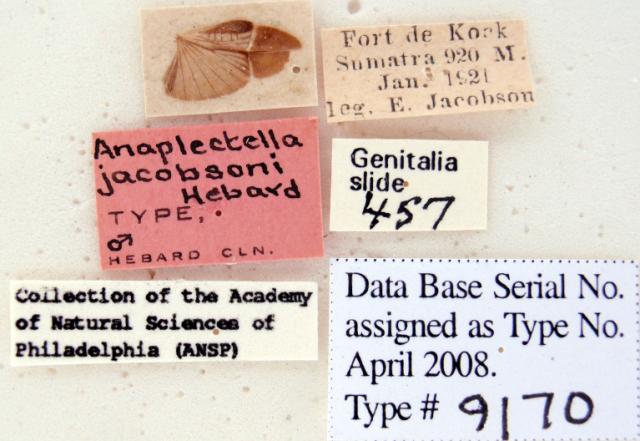 Fort de Kock
Sumatra 920 M.
Jan. 1921
leg. E. Jacobson
Anaplectella
jacobsoni
Hebard
TYPE,
♂
HEBARD CLN.
Genitalia
slide
457
Collection of the Academy
of Natural Sciences of
Philadelphia (ANSP)
Data Base Serial No.
assigned as Type No.
April 2008.
Type # 9170